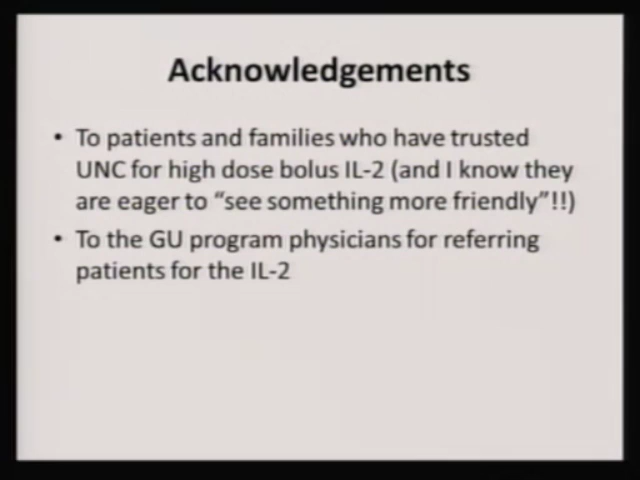 Acknowledgements
• To patients and families who have trusted
UNC for high dose bolus IL-2 (and I know they
are eager to “see something more friendly”!!)
• To the GU program physicians for referring
patients for the IL-2